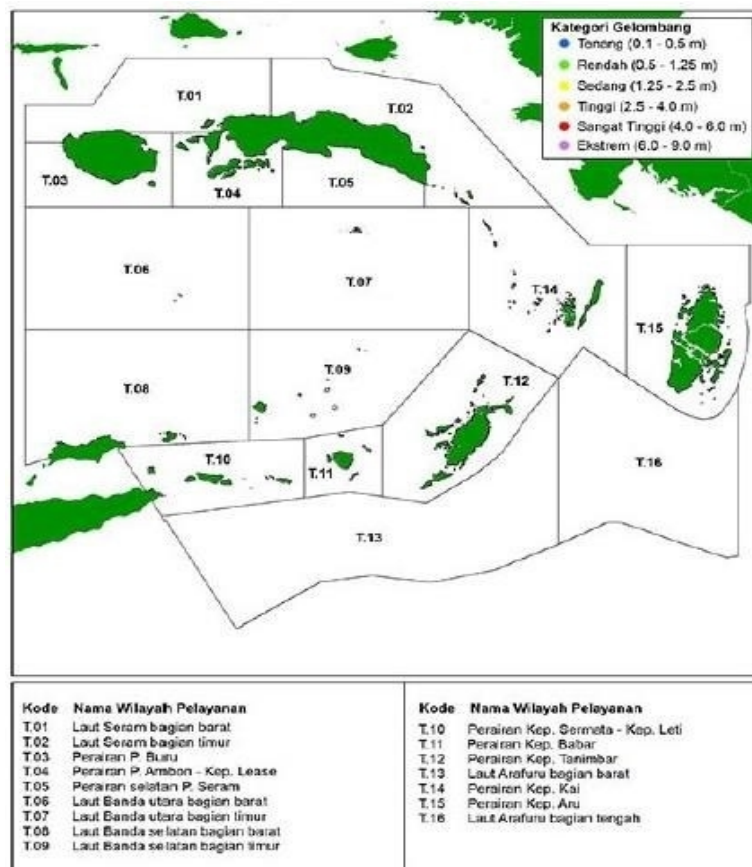 Kategori Gelombang
Tenang (0.1 - 0.5 m)
Rendah (0.5 - 1.25 m)
Sedang (1.25 - 2.5 m)
Tinggi (2.5 - 4.0 m)
Sangat Tinggi (4.0 - 6.0 m)
Ekstrem (6.0 - 9.0 m)
T.01
T.02
T.03
T.04
T.05
T.06
T.07
T.14
T.15
T.08
T.09
T.12
T.10
T.11
T.16
T.13
Kode Nama Wilayah Pelayanan
T.01 Laut Seram bagian barat
T.02 Laut Seram bagian timur
T.03 Perairan P. Buru
T.04 Perairan P. Ambon - Kep. Lease
T.05 Perairan selatan P. Seram
T.06 Laut Banda utara bagian barat
T.07 Laut Banda utara bagian timur
T.08 Laut Banda selatan bagian barat
T.09 Laut Banda selatan bagian timur
Kode Nama Wilayah Pelayanan
T.10 Perairan Kep. Sermata - Kep. Leti
T.11 Perairan Kep. Babar
T.12 Perairan Kep. Tanimbar
T.13 Laut Arafuru bagian barat
T.14 Perairan Kep. Kai
T.15 Perairan Kep. Aru
T.16 Laut Arafuru bagian tengah